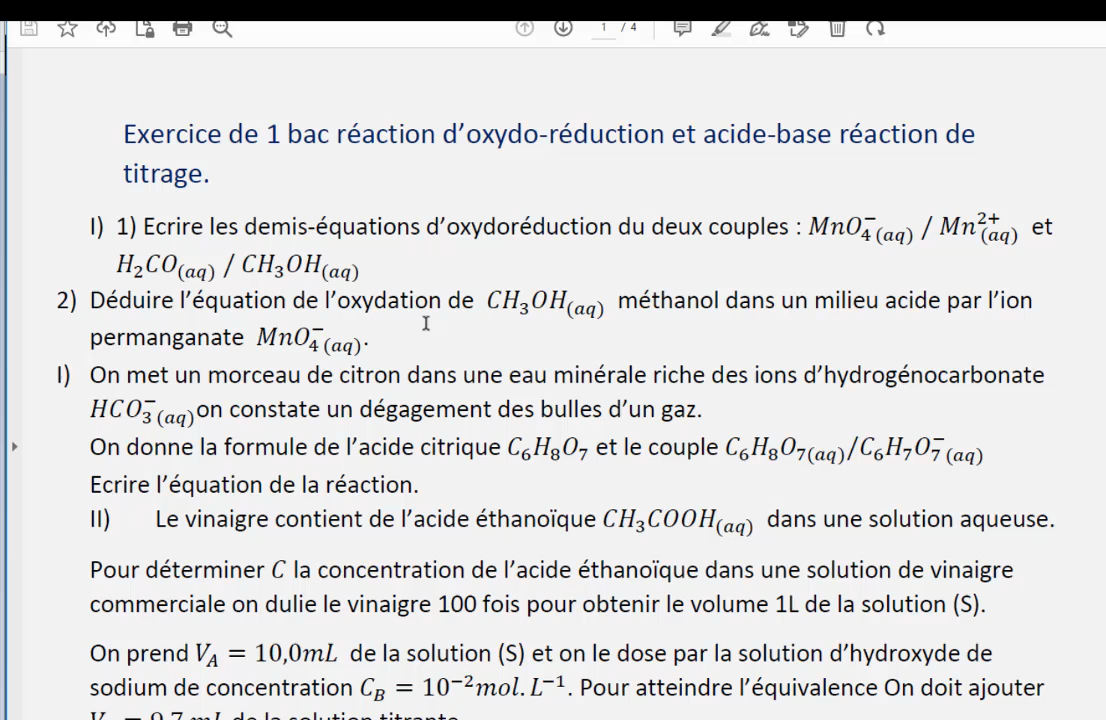 1 / 4
Exercice de 1 bac réaction d'oxydo-réduction et acide-base réaction de
titrage.
I) 1) Ecrire les demis-équations d'oxydoréduction du deux couples : MnO₄⁻(aq) / Mn²⁺(aq) et
H₂CO(aq) / CH₃OH(aq)
2) Déduire l'équation de l'oxydation de CH₃OH(aq) méthanol dans un milieu acide par l'ion
permanganate MnO₄⁻(aq).
I) On met un morceau de citron dans une eau minérale riche des ions d'hydrogénocarbonate
HCO₃⁻(aq) on constate un dégagement des bulles d'un gaz.
On donne la formule de l'acide citrique C₆H₈O₇ et le couple C₆H₈O₇(aq)/C₆H₇O₇⁻(aq)
Ecrire l'équation de la réaction.
II) Le vinaigre contient de l'acide éthanoïque CH₃COOH(aq) dans une solution aqueuse.
Pour déterminer C la concentration de l'acide éthanoïque dans une solution de vinaigre
commerciale on dulie le vinaigre 100 fois pour obtenir le volume 1L de la solution (S).
On prend V_A = 10,0mL de la solution (S) et on le dose par la solution d'hydroxyde de
sodium de concentration C_B = 10⁻²mol.L⁻¹. Pour atteindre l'équivalence On doit ajouter
= 9,7 mL de la solution titrante